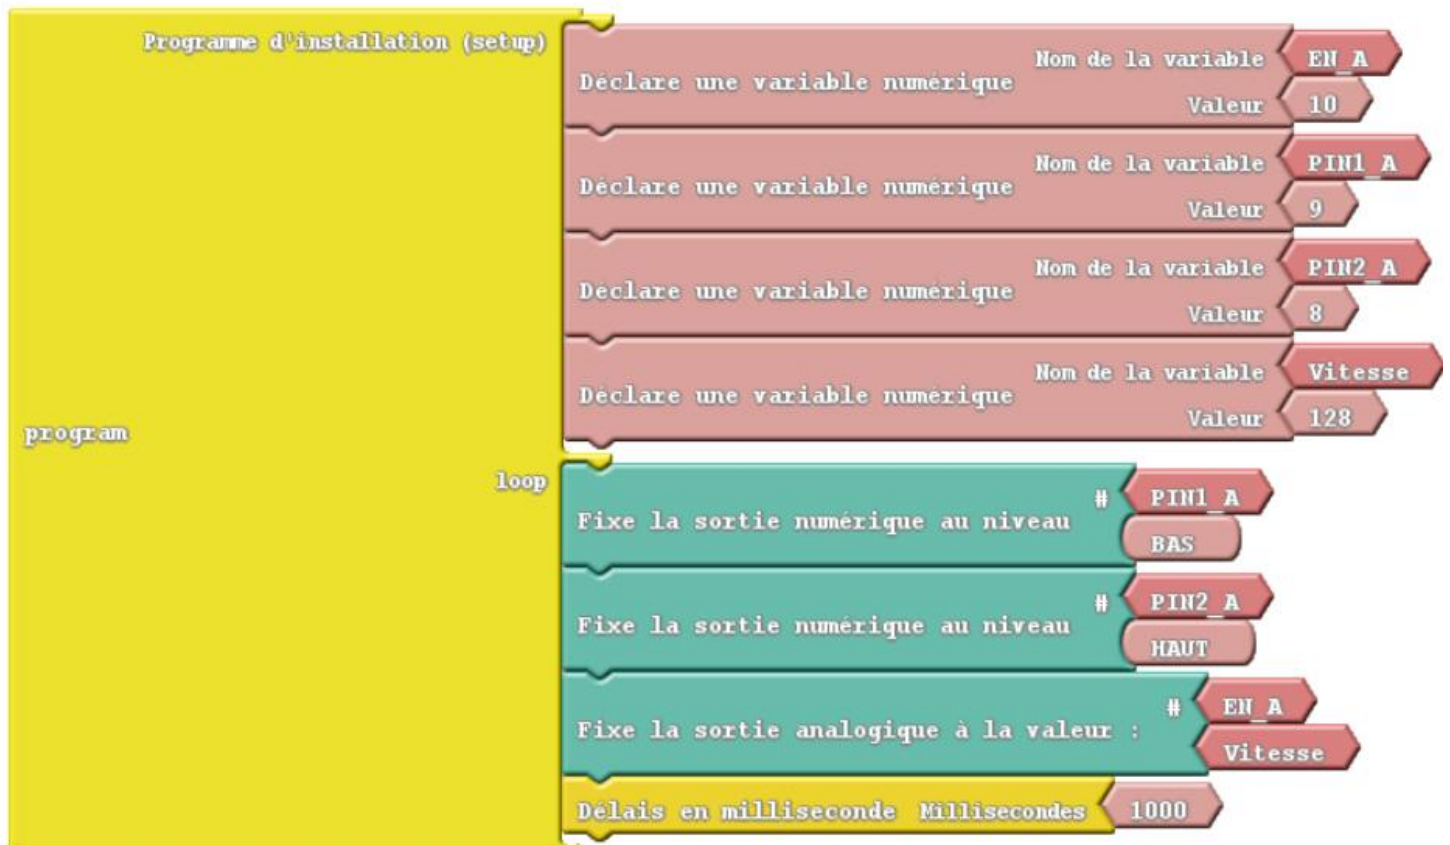 Programme d'installation (setup)
Déclare une variable numérique
Nom de la variable EN_A
Valeur 10
Déclare une variable numérique
Nom de la variable PIN1_A
Valeur 9
Déclare une variable numérique
Nom de la variable PIN2_A
Valeur 8
Déclare une variable numérique
Nom de la variable Vitesse
Valeur 128
program
loop
Fixe la sortie numérique au niveau
# PIN1_A
BAS
Fixe la sortie numérique au niveau
# PIN2_A
HAUT
Fixe la sortie analogique à la valeur :
# EN_A
Vitesse
Délais en milliseconde Millisecondes 1000